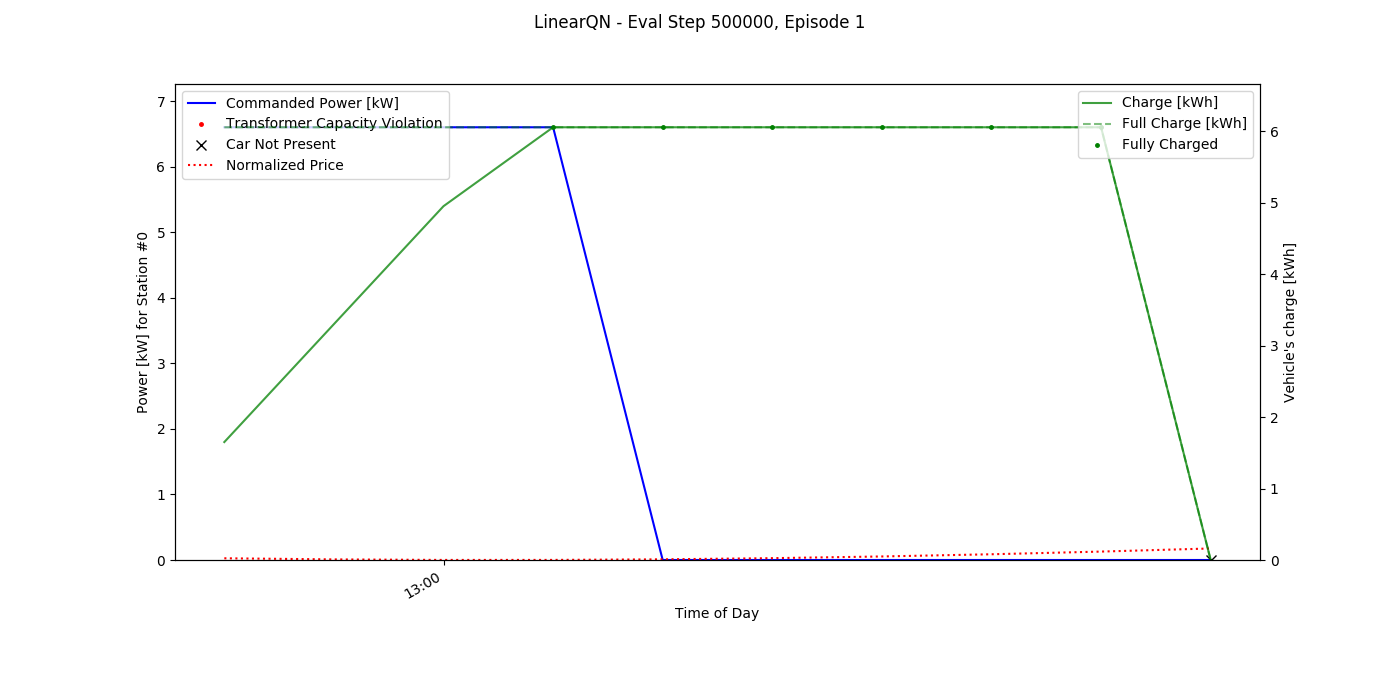 LinearQN - Eval Step 500000, Episode 1
Commanded Power [kW]
Transformer Capacity Violation
Car Not Present
Normalized Price
Charge [kWh]
Full Charge [kWh]
Fully Charged
7
6
5
4
3
2
1
0
Power [kW] for Station #0
6
5
4
3
2
1
0
Vehicle's charge [kWh]
13:00
Time of Day